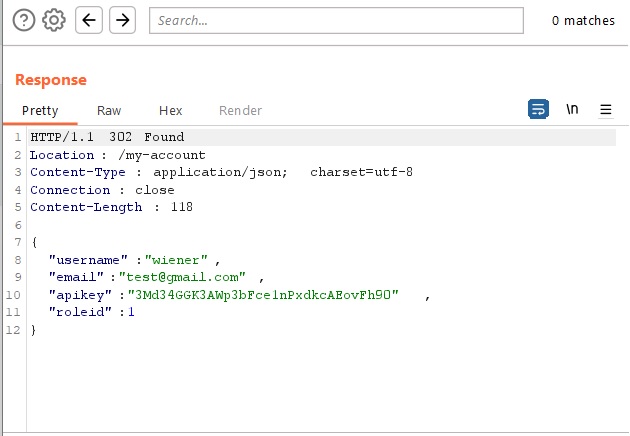 Search...
0 matches
Response
Pretty Raw Hex Render \n
1 HTTP/1.1 302 Found
2 Location : /my-account
3 Content-Type : application/json; charset=utf-8
4 Connection : close
5 Content-Length : 118
6
7 {
8 "username" :"wiener" ,
9 "email" :"test@gmail.com" ,
10 "apikey" :"3Md34GGK3AWp3bFce1nPxdkcAEovFh90" ,
11 "roleid" :1
12 }